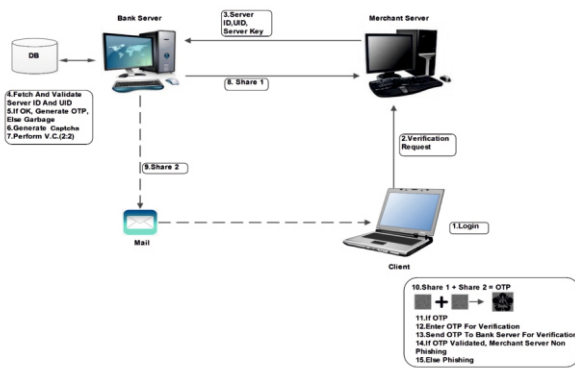 Bank Server
3.Server
ID,UID,
Server Key
Merchant Server
DB
8. Share 1
4.Fetch And Validate
Server ID And UID
5.If OK, Generate OTP,
Else Garbage
6.Generate Captcha
7.Perform V.C.(2:2)
2.Verification
Request
9.Share 2
1.Login
Mail
Client
10.Share 1 + Share 2 = OTP
11.If OTP
12.Enter OTP For Verification
13.Send OTP To Bank Server For Verification
14.If OTP Validated, Merchant Server Non
Phishing
15.Else Phishing